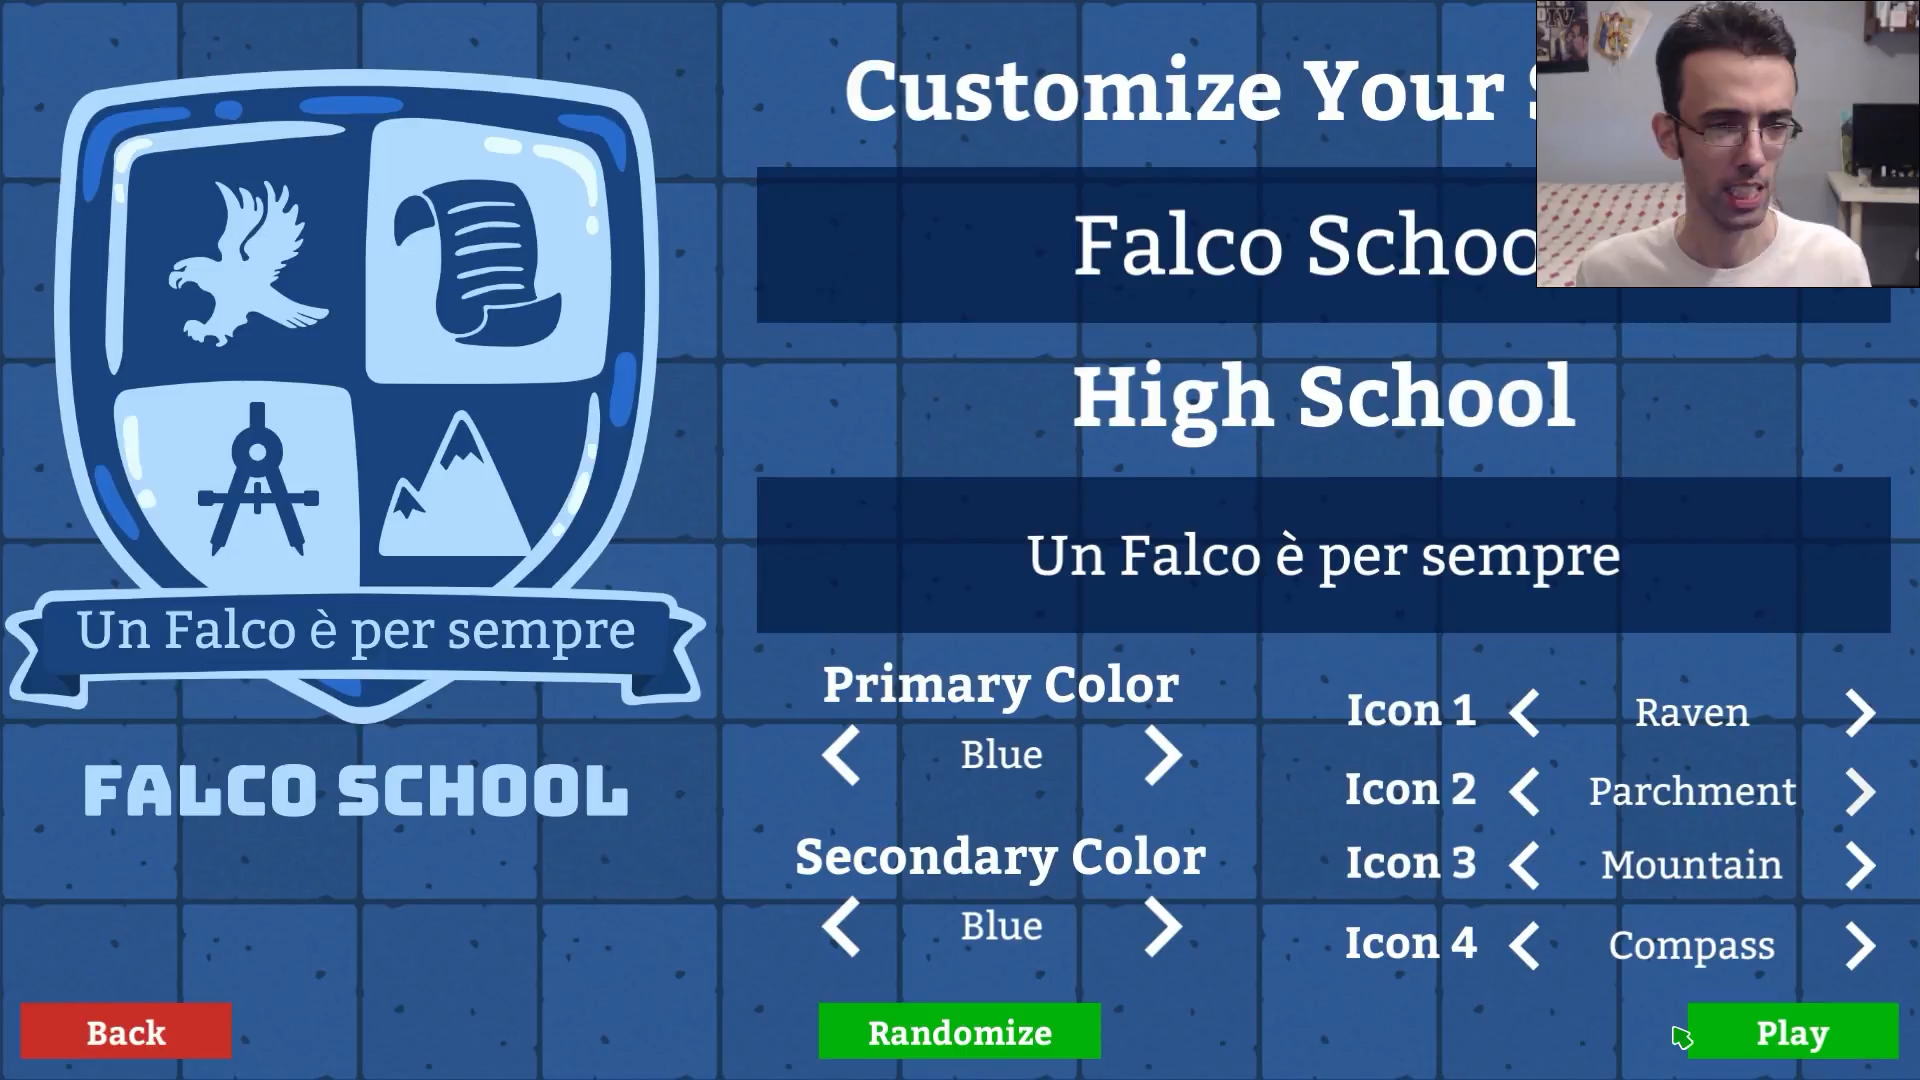 Customize Your
Falco Schoo
High School
Un Falco è per sempre
Un Falco è per sempre
FALCO SCHOOL
Primary Color
Blue
Secondary Color
Blue
Icon 1
Raven
Icon 2
Parchment
Icon 3
Mountain
Icon 4
Compass
Back
Randomize
Play